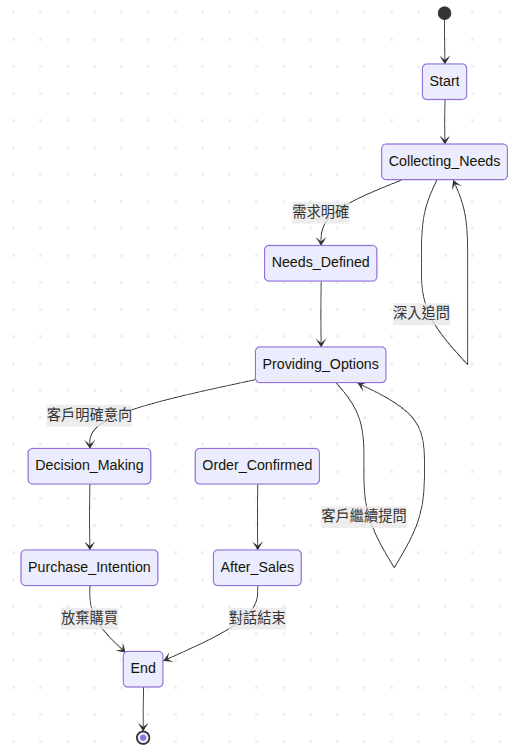 Start
Collecting_Needs
需求明確
Needs_Defined
深入追問
Providing_Options
客戶明確意向
Decision_Making
Order_Confirmed
客戶繼續提問
Purchase_Intention
After_Sales
放棄購買
對話結束
End